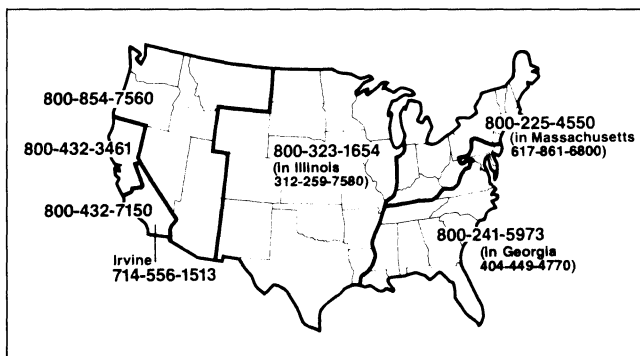 800-854-7560
800-432-3461
800-432-7150
Irvine
714-556-1513
800-323-1654
(in Illinois
312-259-7580)
800-225-4550
(in Massachusetts
617-861-6800)
800-241-5973
(in Georgia
404-449-4770)